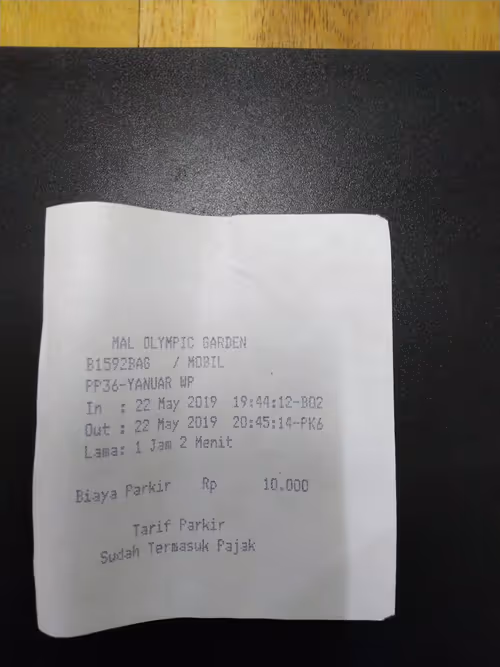 MAL OLYMPIC GARDEN
B1592BAG / MOBIL
PP36-YANUAR WP
In : 22 May 2019 19:44:12-B02
Out : 22 May 2019 20:45:14-PK6
Lama: 1 Jam 2 Menit
Biaya Parkir Rp 10.000
Tarif Parkir
Sudah Termasuk Pajak